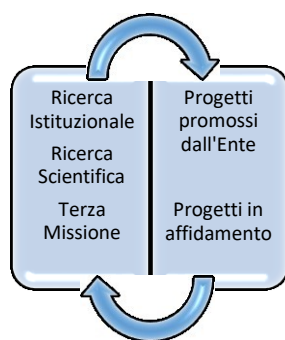 Ricerca
Istituzionale
Ricerca
Scientifica
Terza
Missione
Progetti
promossi
dall'Ente
Progetti in
affidamento